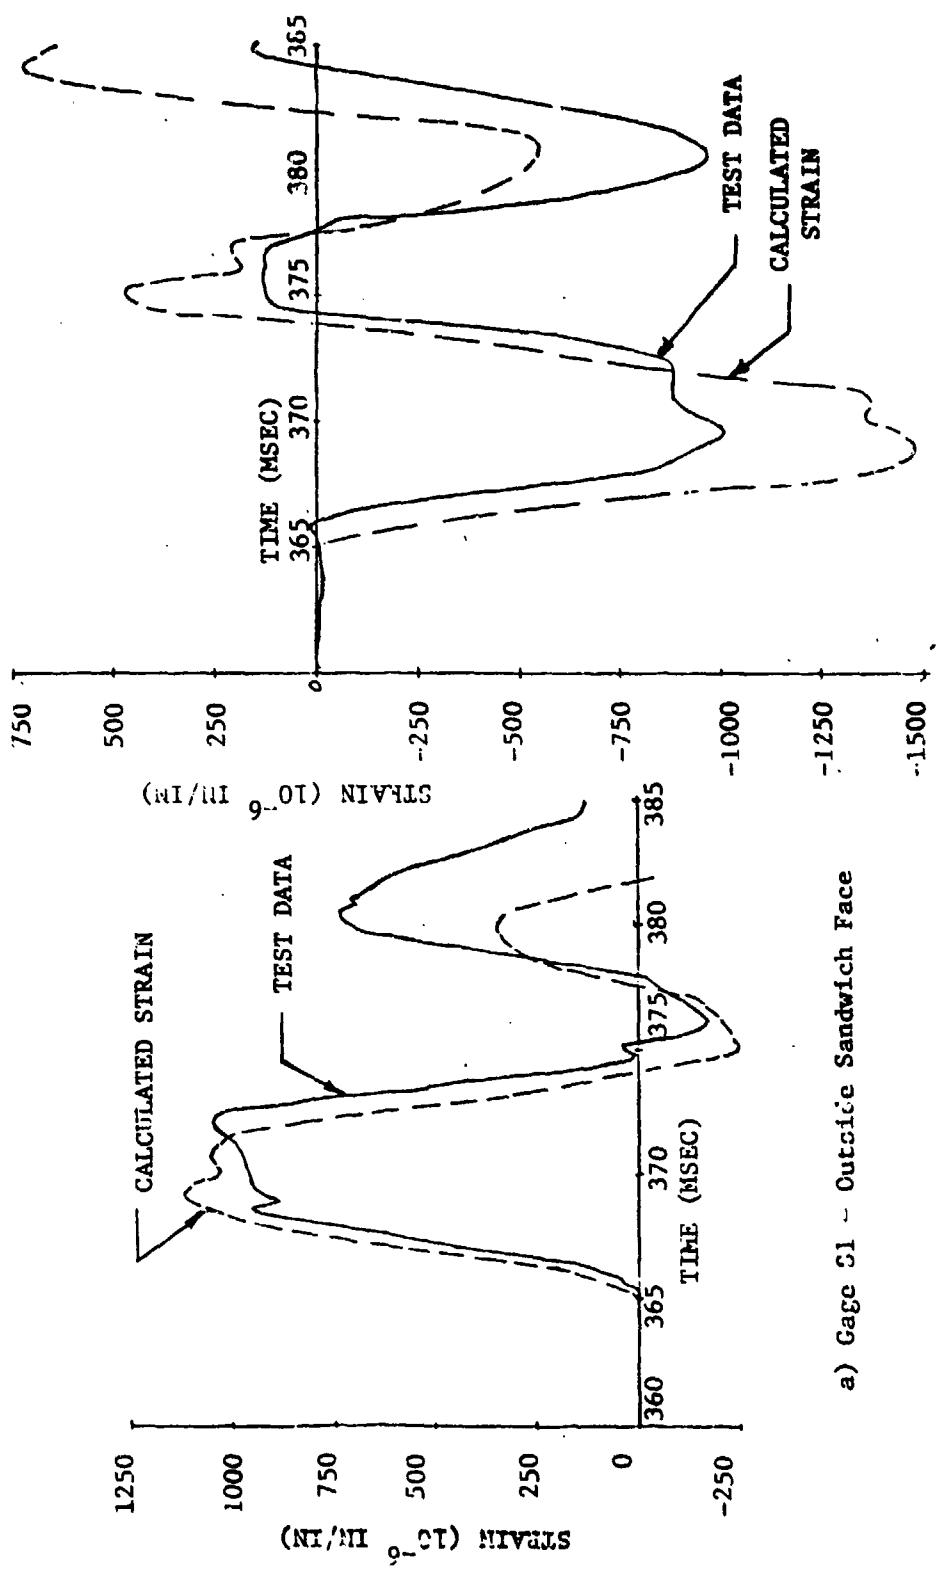 1250
1000
750
500
250
0
-250
STRAIN (10-6 IN/IN)
CALCULATED STRAIN
TEST DATA
360
365
370
375
380
385
TIME (MSEC)
a) Gage S1 - Outside Sandwich Face
750
500
250
0
-250
-500
-750
-1000
-1250
-1500
STRAIN (10-6 IN/IN)
TIME (MSEC)
365
370
375
380
385
TEST DATA
CALCULATED
STRAIN